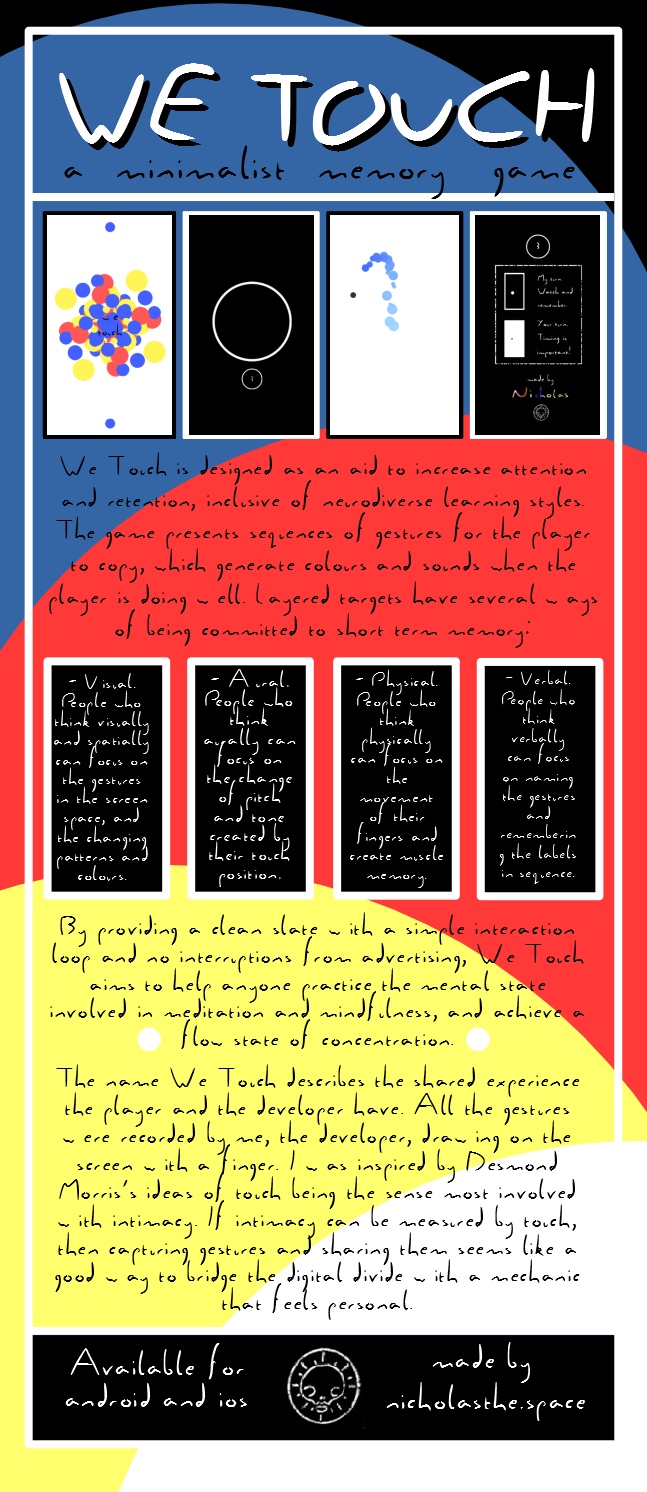 WE TOUCH
a minimalist memory game
we
touch
1
3
My turn.
Watch and
remember.
Your turn.
Timing is
important!
made by
Nicholas
We Touch is designed as an aid to increase attention
and retention, inclusive of neurodiverse learning styles.
The game presents sequences of gestures for the player
to copy, which generate colours and sounds when the
player is doing well. Layered targets have several ways
of being committed to short term memory:
- Visual.
People who
think visually
and spatially
can focus on
the gestures
in the screen
space, and
the changing
patterns and
colours.
- Aural.
People who
think
aurally can
focus on
the change
of pitch
and tone
created by
their touch
position.
- Physical.
People who
think
physically
can focus on
the
movement
of their
fingers and
create muscle
memory.
- Verbal.
People who
think
verbally
can focus
on naming
the gestures
and
rememberin
g the labels
in sequence.
By providing a clean slate with a simple interaction
loop and no interruptions from advertising, We Touch
aims to help anyone practice the mental state
involved in meditation and mindfulness, and achieve a
flow state of concentration.
The name We Touch describes the shared experience
the player and the developer have. All the gestures
were recorded by me, the developer, drawing on the
screen with a finger. I was inspired by Desmond
Morris's ideas of touch being the sense most involved
with intimacy. If intimacy can be measured by touch,
then capturing gestures and sharing them seems like a
good way to bridge the digital divide with a mechanic
that feels personal.
Available for
android and ios
made by
nicholasthe.space